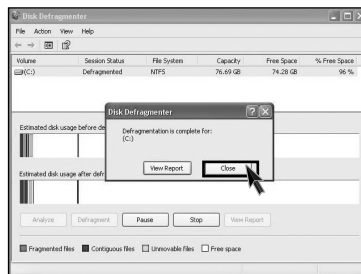 Disk Defragmenter
File Action View Help
Volume Session Status File System Capacity Free Space % Free Space
(C:) Defragmented NTFS 76.69 GB 74.28 GB 96 %
Disk Defragmenter
Estimated disk usage before de
Defragmentation is complete for:
(C:)
View Report Close
Estimated disk usage after defr
Analyze Defragment Pause Stop View Report
Fragmented files Contiguous files Unmovable files Free space